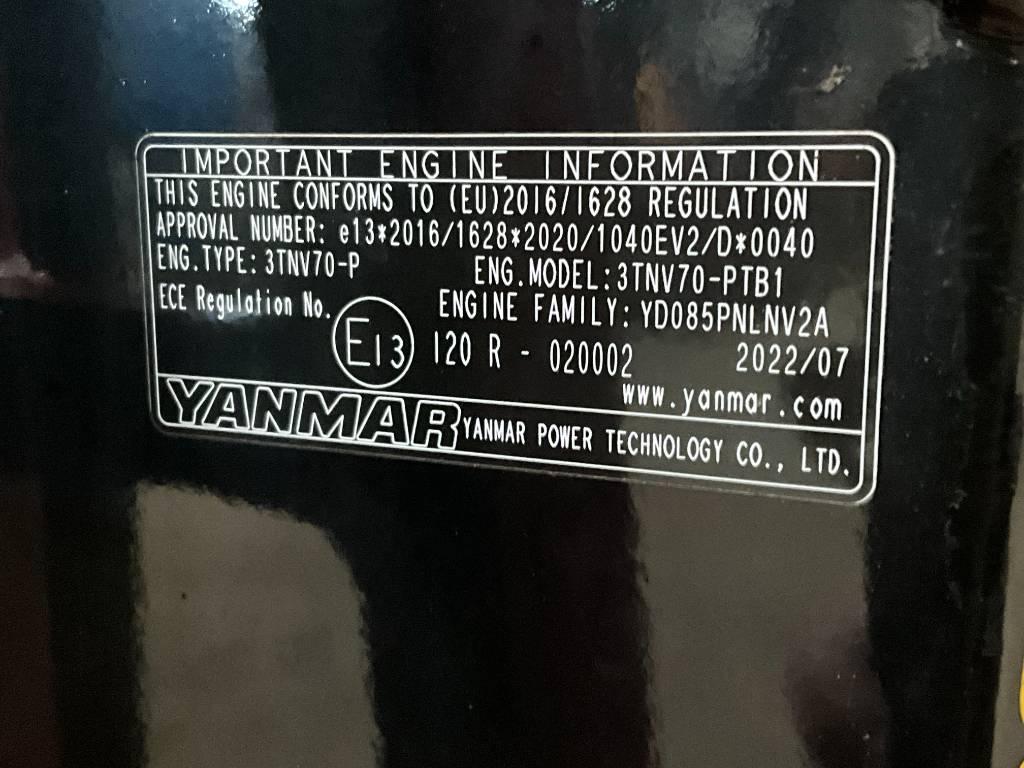 IMPORTANT ENGINE INFORMATION
THIS ENGINE CONFORMS TO (EU)2016/1628 REGULATION
APPROVAL NUMBER: e13*2016/1628*2020/1040EV2/D*0040
ENG.TYPE: 3TNV70-P ENG.MODEL:3TNV70-PTB1
ECE Regulation No. ENGINE FAMILY: YD085PNLNV2A
E13 120 R - 020002 2022/07
www.yanmar.com
YANMAR YANMAR POWER TECHNOLOGY CO., LTD.